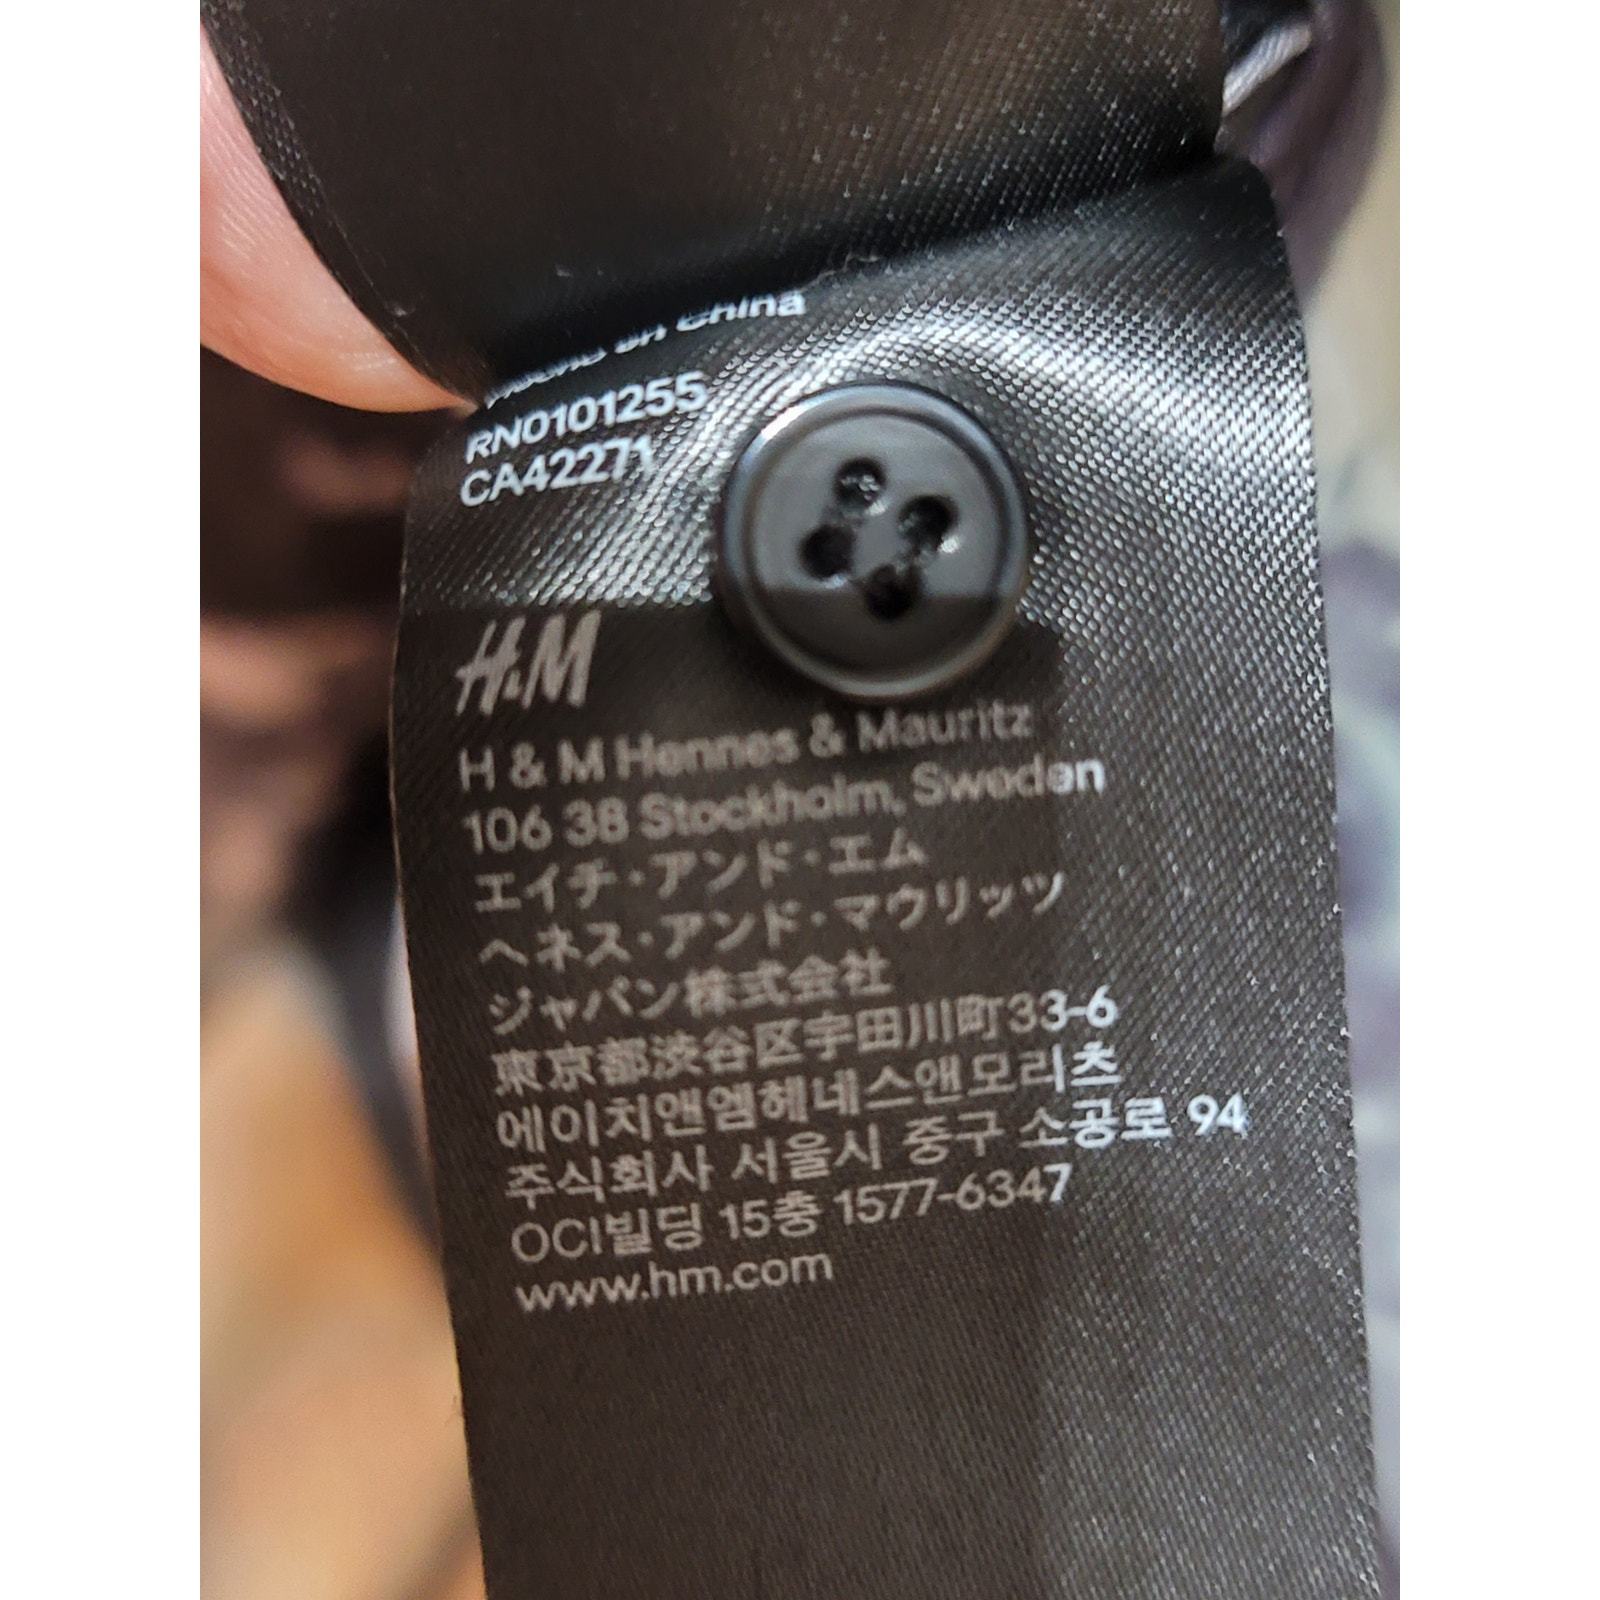 Made in China
RN0101255
CA42271
H&M
H & M Hennes & Mauritz
106 38 Stockholm, Sweden
エイチ・アンド・エム
ヘネス・アンド・マウリッツ
ジャパン株式会社
東京都渋谷区宇田川町33-6
에이치앤엠헤네스앤모리츠
주식회사 서울시 중구 소공로 94
OCI빌딩 15층 1577-6347
www.hm.com